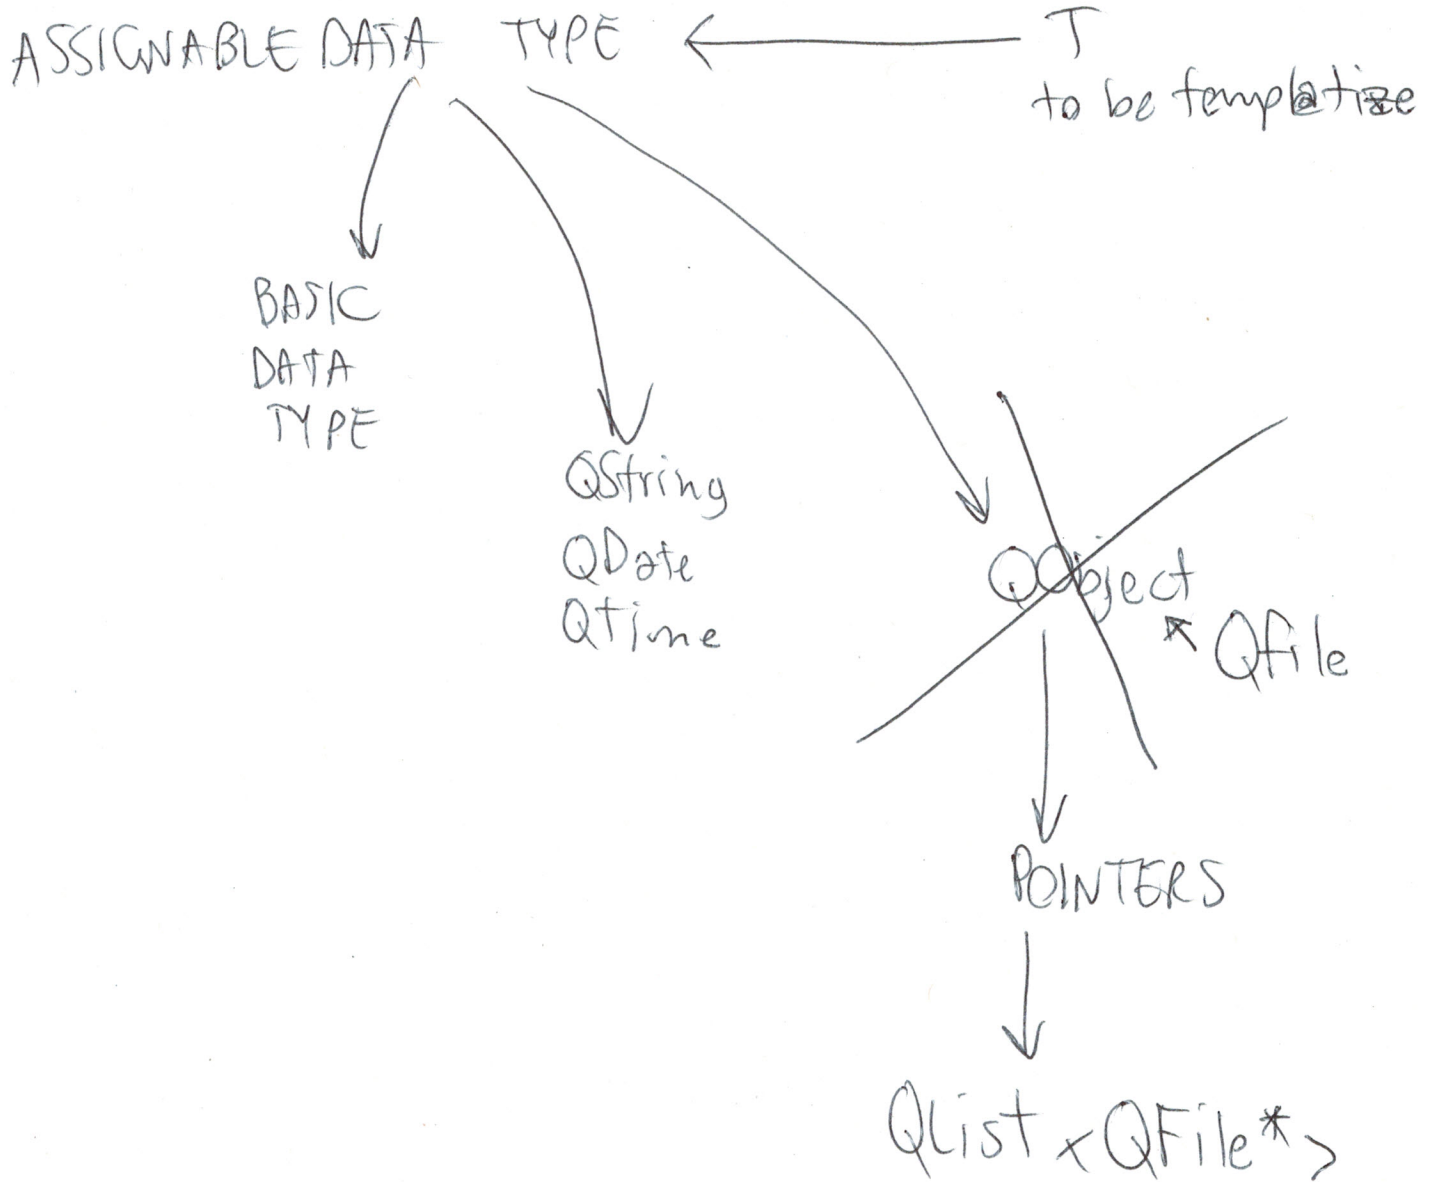 ASSIGNABLE DATA TYPE
T
to be templatize
BASIC
DATA
TYPE
QString
QDate
QTime
QObject
Qfile
POINTERS
QList <QFile*>